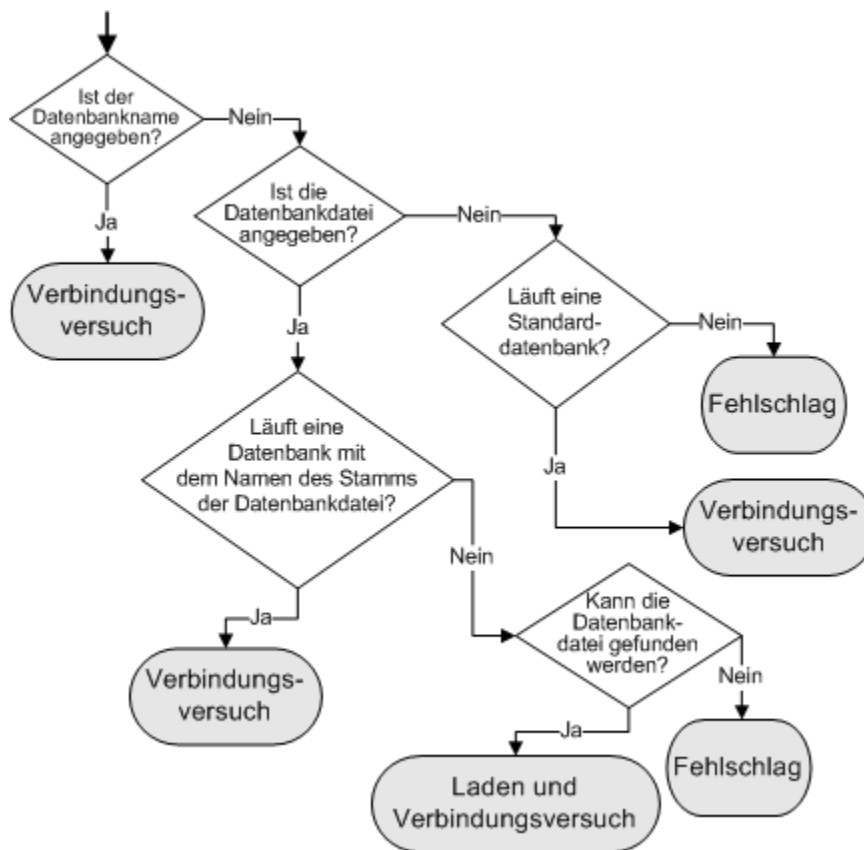 Ist der
Datenbankname
angegeben?
Nein
Ja
Verbindungs-
versuch
Ist die
Datenbankdatei
angegeben?
Nein
Ja
Läuft eine
Standard-
datenbank?
Nein
Fehlschlag
Ja
Verbindungs-
versuch
Läuft eine
Datenbank mit
dem Namen des Stamms
der Datenbankdatei?
Nein
Ja
Verbindungs-
versuch
Kann die
Datenbank-
datei gefunden
werden?
Nein
Ja
Fehlschlag
Laden und
Verbindungsversuch